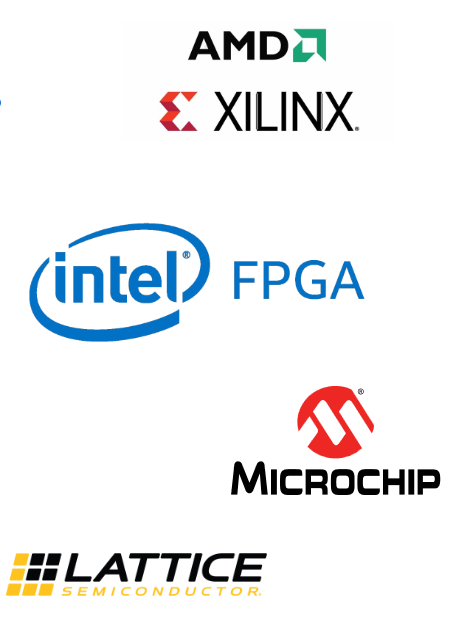 AMD
XILINX®
intel® FPGA
®
MICROCHIP
LATTICE
SEMICONDUCTOR®